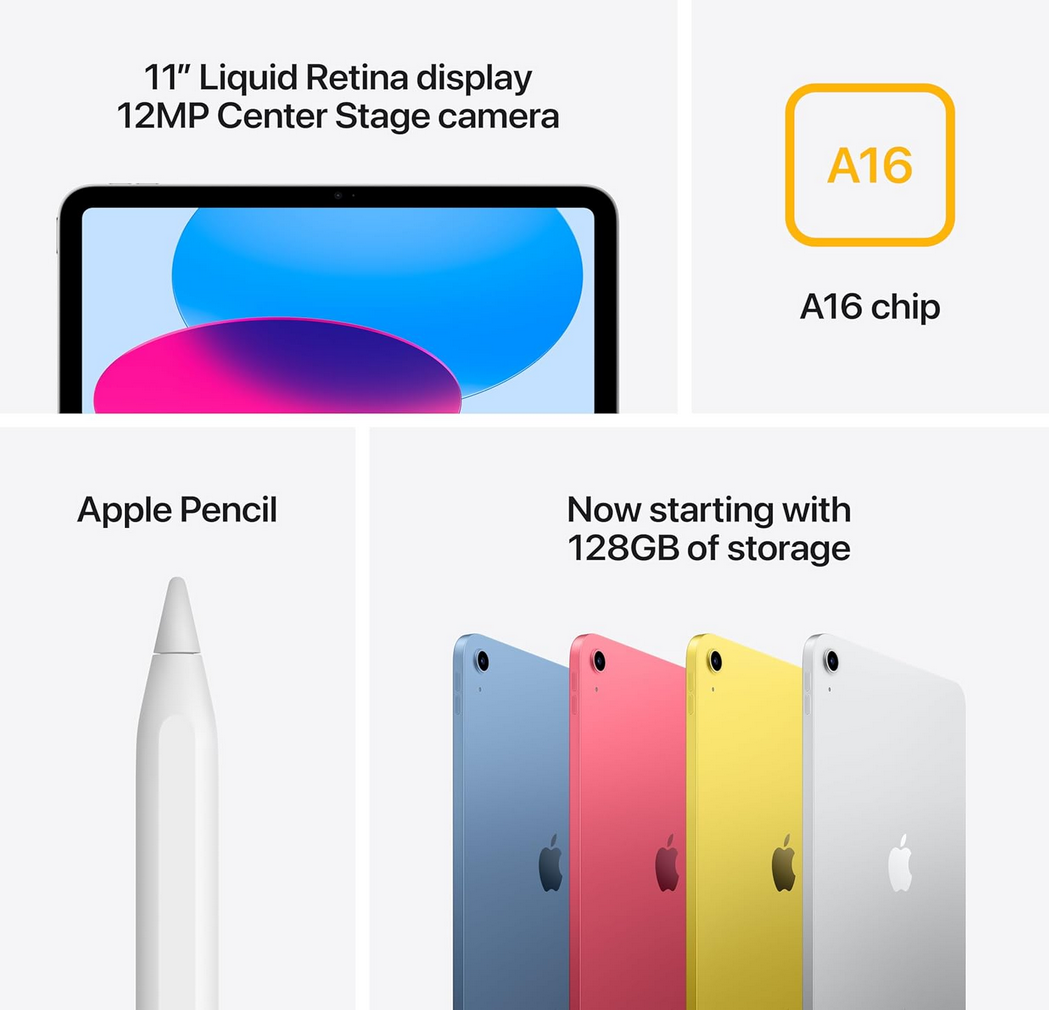 11” Liquid Retina display
12MP Center Stage camera
A16
A16 chip
Apple Pencil
Now starting with
128GB of storage